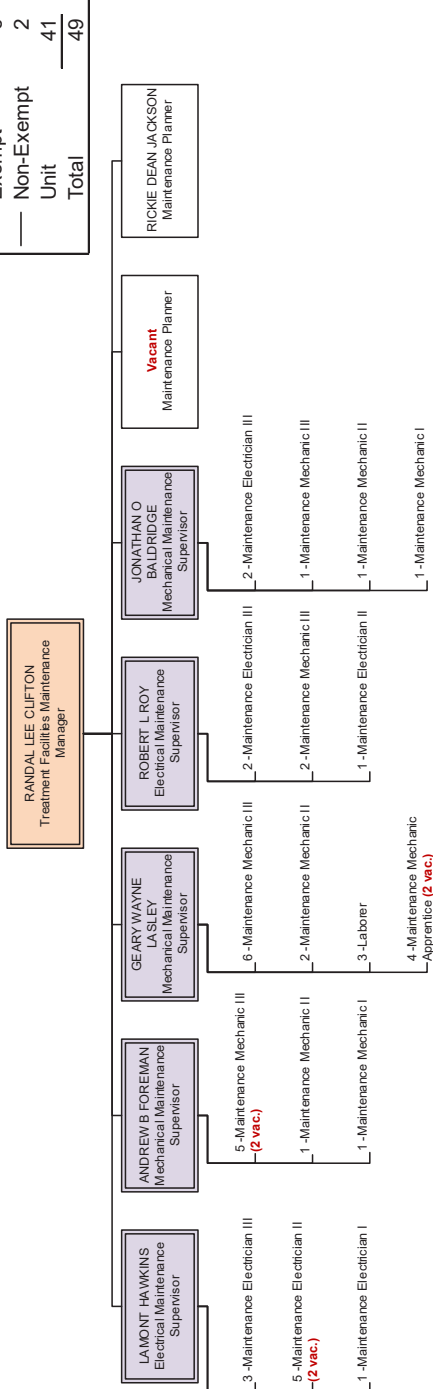 Non-Exempt 2
Unit 41
Total 49
RANDAL LEE CLIFTON
Treatment Facilities Maintenance
Manager
LAMONT HAWKINS
Electrical Maintenance
Supervisor
3 -Maintenance Electrician III
5 -Maintenance Electrician II
(2 vac.)
1 -Maintenance Electrician I
ANDREW B FOREMAN
Mechanical Maintenance
Supervisor
5 -Maintenance Mechanic III
(2 vac.)
1 -Maintenance Mechanic II
1 -Maintenance Mechanic I
GEARY WAYNE
LASLEY
Mechanical Maintenance
Supervisor
6 -Maintenance Mechanic III
2 -Maintenance Mechanic II
3 -Laborer
4 -Maintenance Mechanic
Apprentice (2 vac.)
ROBERT L ROY
Electrical Maintenance
Supervisor
2 -Maintenance Electrician III
2 -Maintenance Mechanic III
1 -Maintenance Electrician II
JONATHAN O
BALDRIDGE
Mechanical Maintenance
Supervisor
2 -Maintenance Electrician III
1 -Maintenance Mechanic III
1 -Maintenance Mechanic II
1 -Maintenance Mechanic I
Vacant
Maintenance Planner
RICKIE DEAN JACKSON
Maintenance Planner